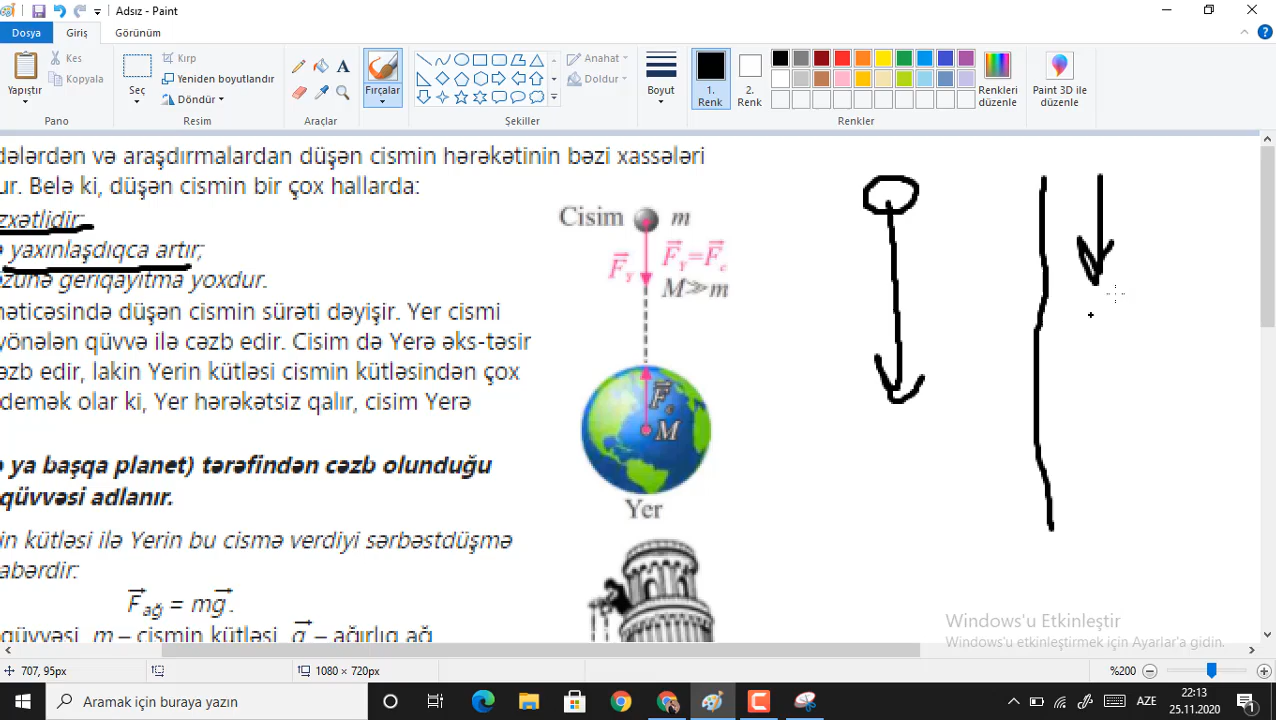 Adsız - Paint
Dosya Giriş Görünüm
Yapıştır
Kes
Kopyala
Seç
Kırp
Yeniden boyutlandır
Döndür
Fırçalar
Anahat
Doldur
Boyut
1. Renk
2. Renk
Renkleri düzenle
Paint 3D ile düzenle
Pano Resim Araçlar Şekiller Renkler
dələrdən və araşdırmalardan düşən cismin hərəkətinin bəzi xassələri
ur. Belə ki, düşən cismin bir çox hallarda:
zxətlidir;
ə yaxınlaşdıqca artır;
özünə geriqayıtma yoxdur.
nəticəsində düşən cismin sürəti dəyişir. Yer cismi
yönələn qüvvə ilə cəzb edir. Cisim də Yerə əks-təsir
əzb edir, lakin Yerin kütləsi cismin kütləsindən çox
demək olar ki, Yer hərəkətsiz qalır, cisim Yerə
ə ya başqa planet) tərəfindən cəzb olunduğu
qüvvəsi adlanır.
in kütləsi ilə Yerin bu cismə verdiyi sərbəstdüşmə
abərdir:
F⃗ağ = mg⃗.
qüvvəsi, m – cismin kütləsi, g⃗ – ağırlıq
Cisim m
F⃗Y F⃗Y=F⃗c
M≫m
F⃗c
M
Yer
Windows'u Etkinleştir
Windows'u etkinleştirmek için Ayarlar'a gidin.
707, 95px
1080 × 720px
%200
Aramak için buraya yazın
AZE
22:13
25.11.2020
1